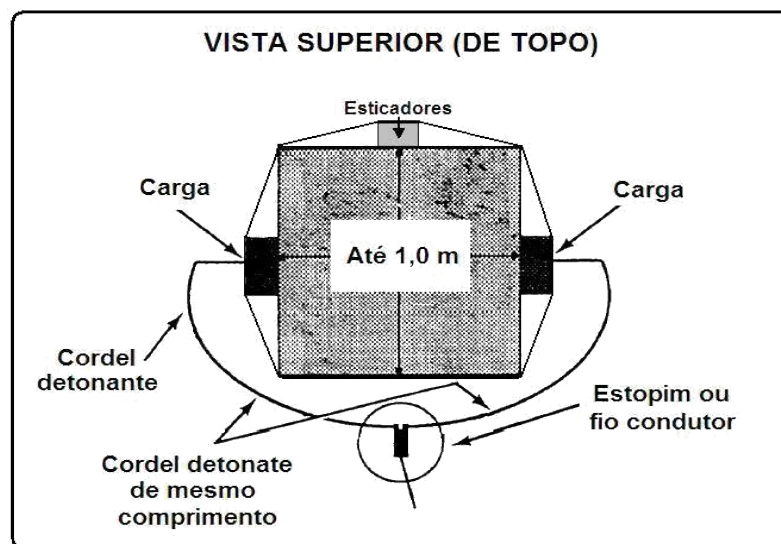 VISTA SUPERIOR (DE TOPO)
Esticadores
Carga
Carga
Até 1,0 m
Cordel
detonante
Estopim ou
fio condutor
Cordel detonate
de mesmo
comprimento